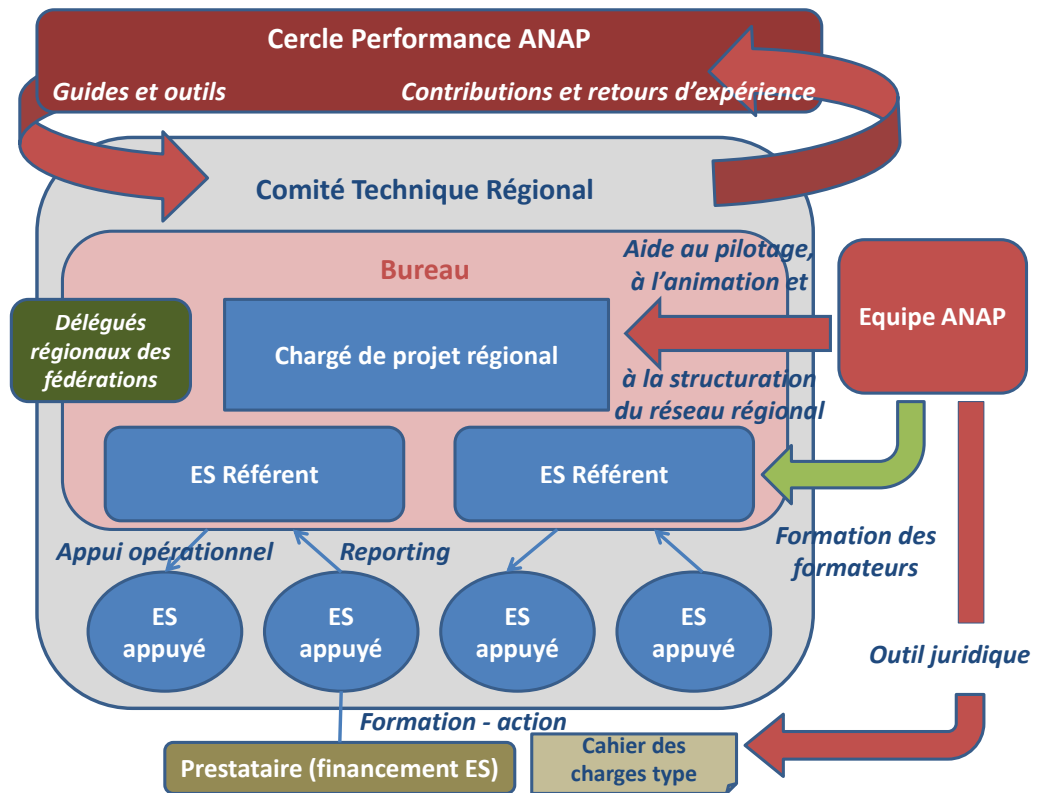 Cercle Performance ANAP
Guides et outils
Contributions et retours d’expérience
Comité Technique Régional
Bureau
Aide au pilotage,
à l’animation et
à la structuration
du réseau régional
Equipe ANAP
Délégués
régionaux des
fédérations
Chargé de projet régional
ES Référent
ES Référent
Appui opérationnel
Reporting
Formation des
formateurs
ES
appuyé
ES
appuyé
ES
appuyé
ES
appuyé
Outil juridique
Formation - action
Prestataire (financement ES)
Cahier des
charges type